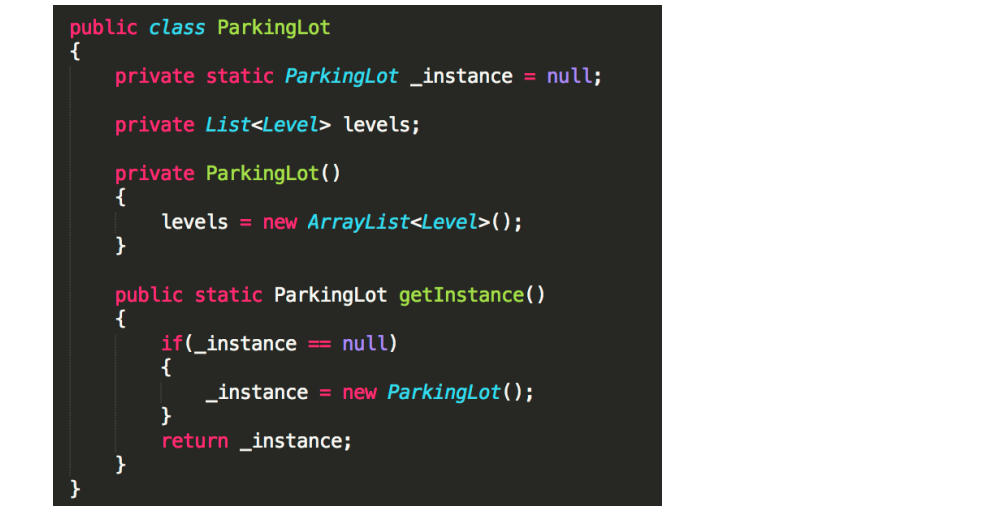 public class ParkingLot
{
    private static ParkingLot _instance = null;

    private List<Level> levels;

    private ParkingLot()
    {
        levels = new ArrayList<Level>();
    }

    public static ParkingLot getInstance()
    {
        if(_instance == null)
        {
            _instance = new ParkingLot();
        }
        return _instance;
    }
}